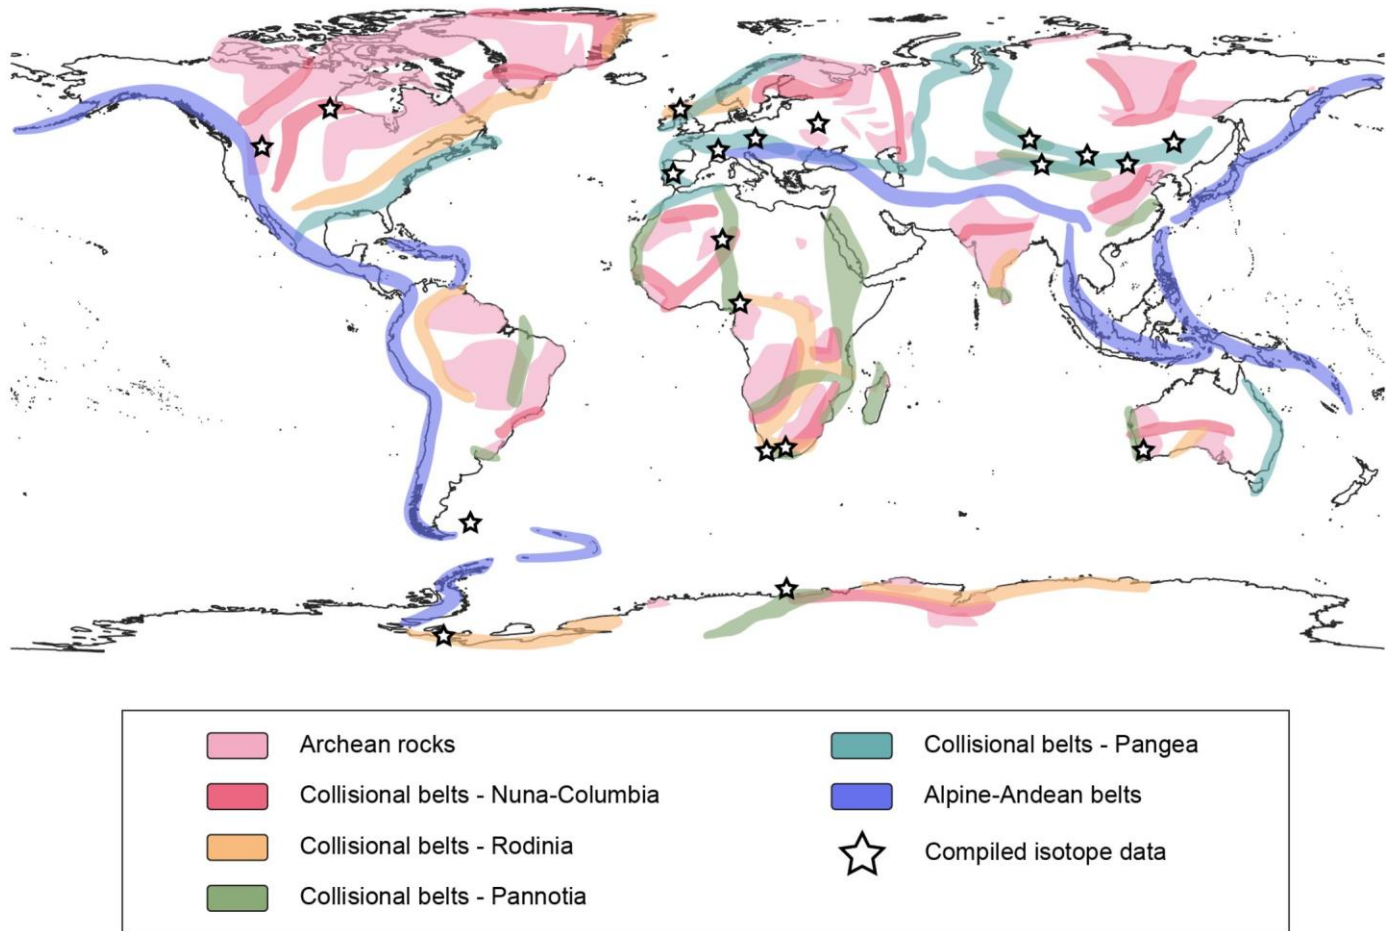 Archean rocks
Collisional belts - Nuna-Columbia
Collisional belts - Rodinia
Collisional belts - Pannotia
Collisional belts - Pangea
Alpine-Andean belts
Compiled isotope data